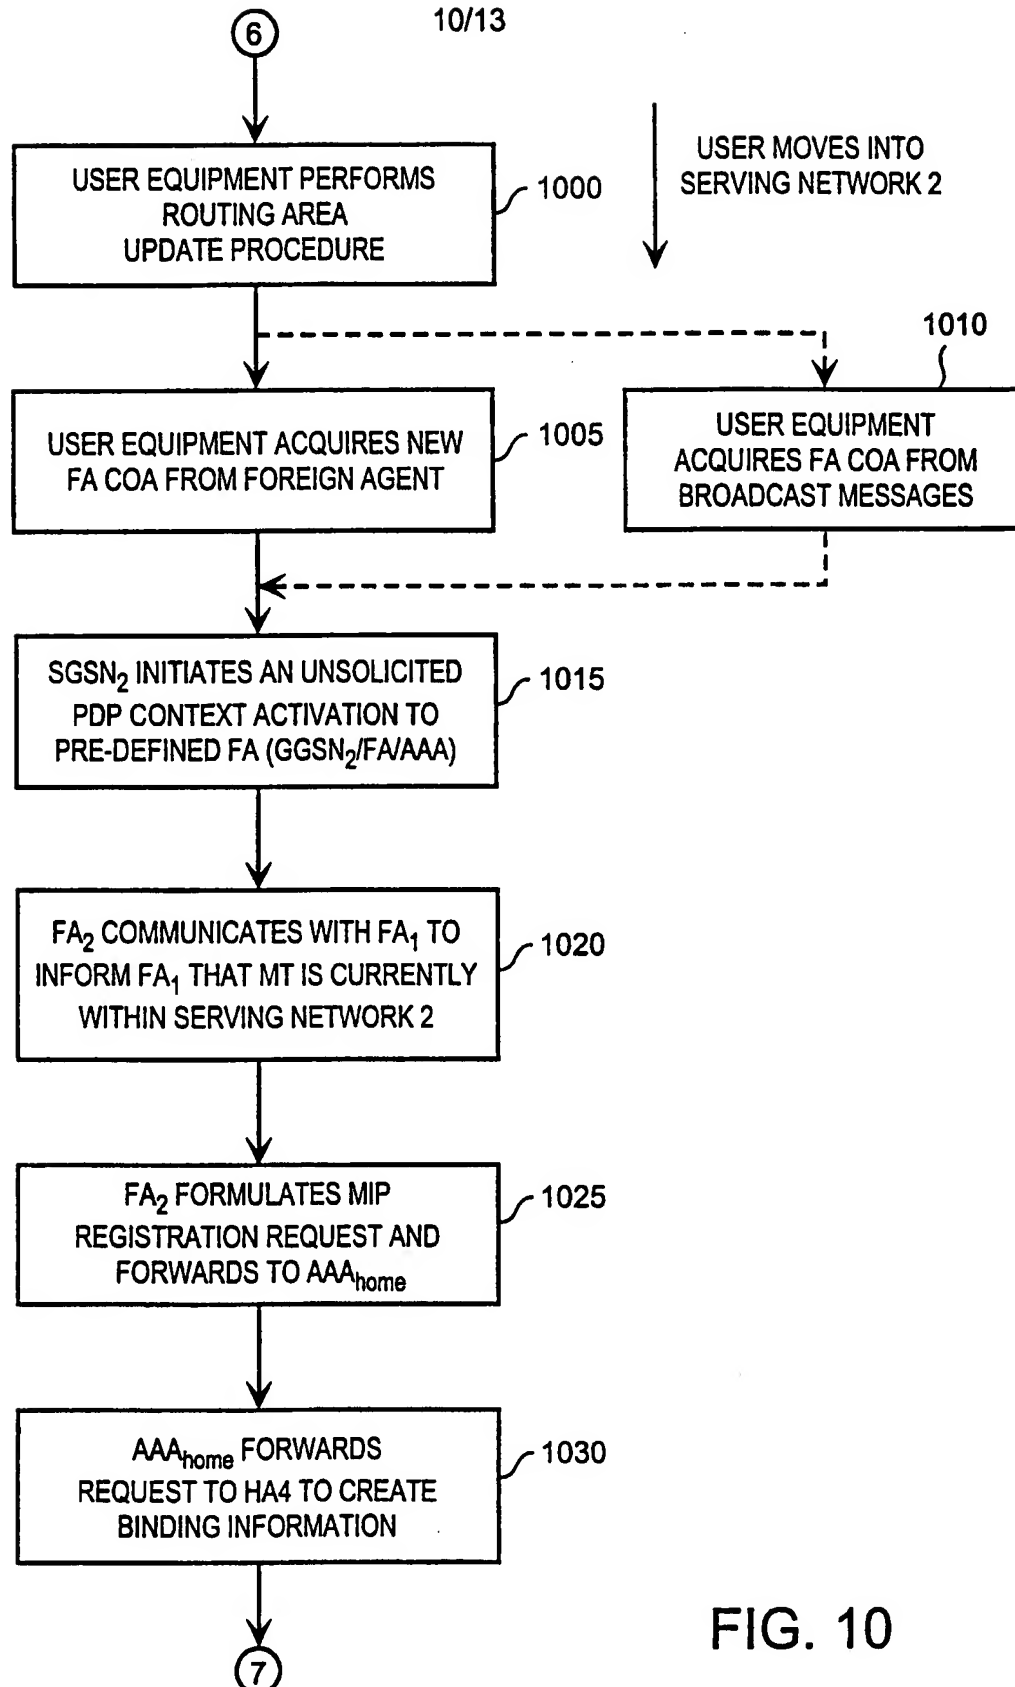 6
10/13
USER EQUIPMENT PERFORMS
ROUTING AREA
UPDATE PROCEDURE
1000
USER MOVES INTO
SERVING NETWORK 2
1010
USER EQUIPMENT ACQUIRES NEW
FA COA FROM FOREIGN AGENT
1005
USER EQUIPMENT
ACQUIRES FA COA FROM
BROADCAST MESSAGES
SGSN2 INITIATES AN UNSOLICITED
PDP CONTEXT ACTIVATION TO
PRE-DEFINED FA (GGSN2/FA/AAA)
1015
FA2 COMMUNICATES WITH FA1 TO
INFORM FA1 THAT MT IS CURRENTLY
WITHIN SERVING NETWORK 2
1020
FA2 FORMULATES MIP
REGISTRATION REQUEST AND
FORWARDS TO AAAhome
1025
AAAhome FORWARDS
REQUEST TO HA4 TO CREATE
BINDING INFORMATION
1030
7
FIG. 10